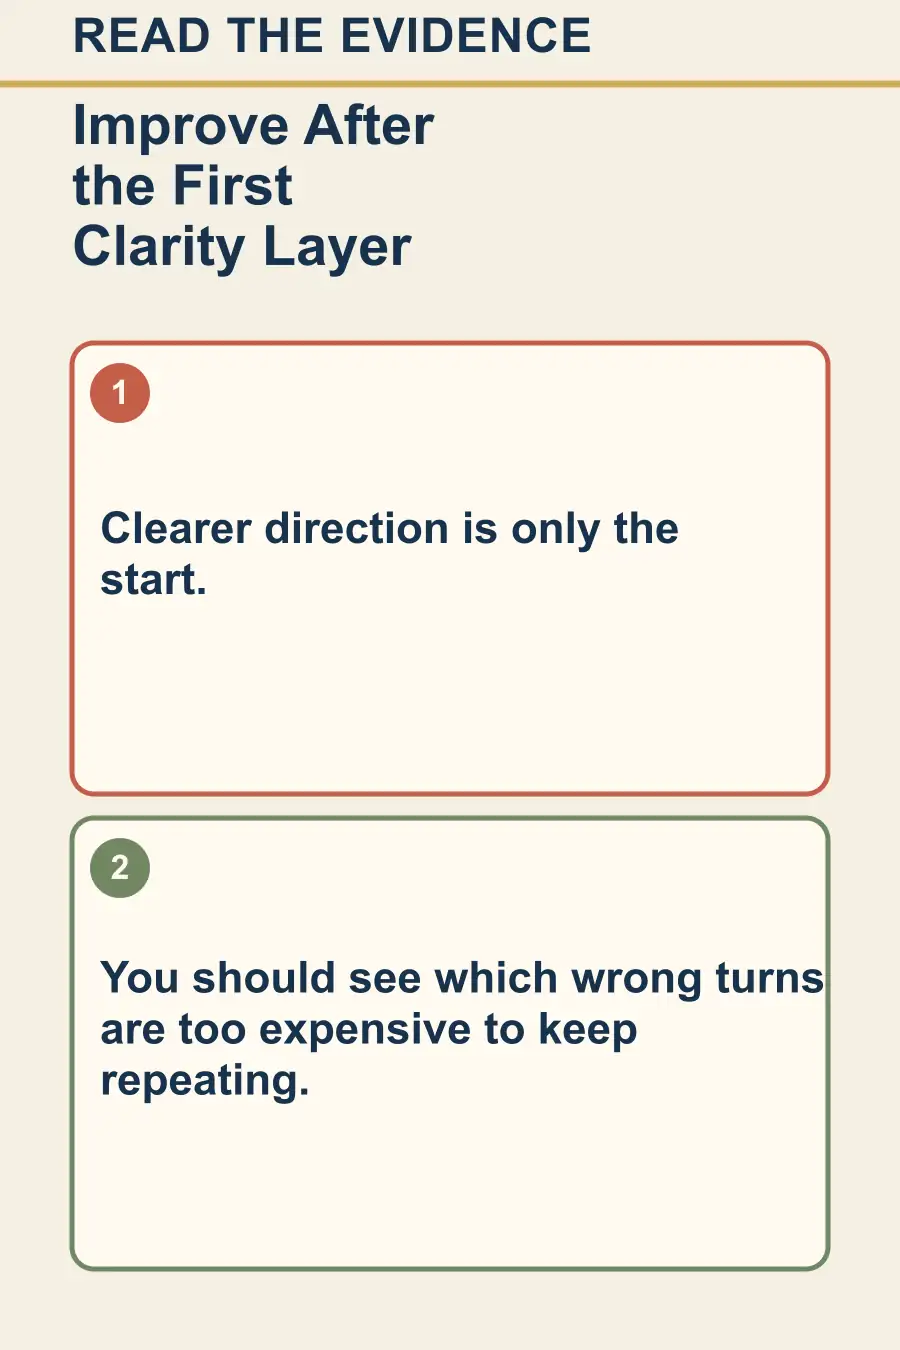 READ THE EVIDENCE
Improve After
the First
Clarity Layer
1
Clearer direction is only the
start.
2
You should see which wrong turns
are too expensive to keep
repeating.